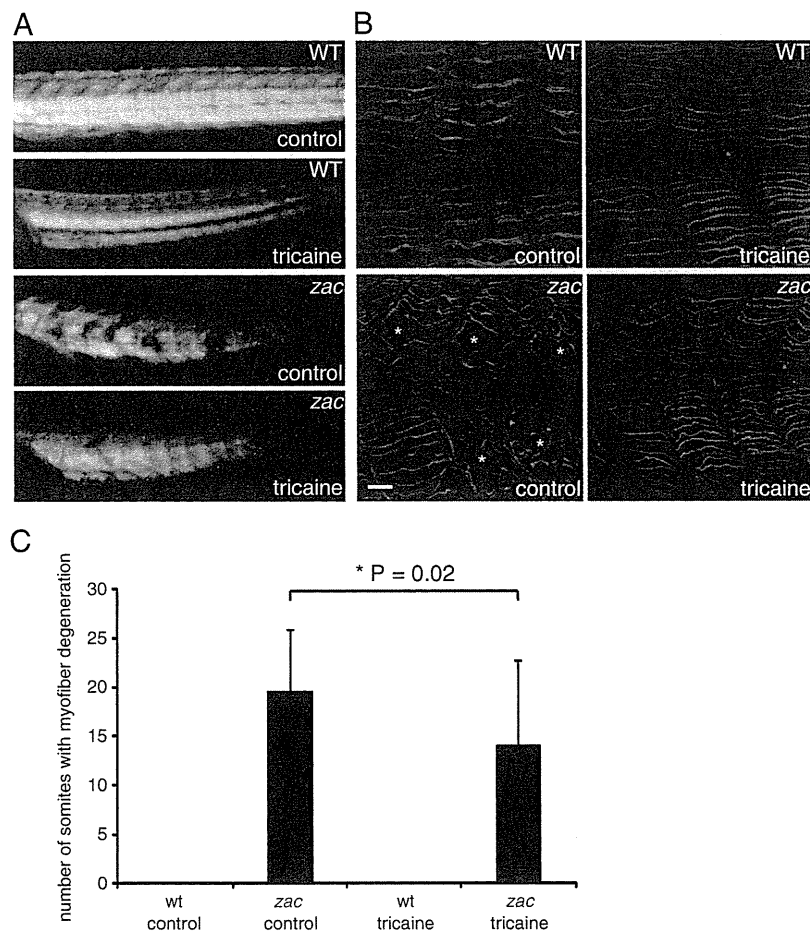 A
WT
control
WT
tricaine
zac
control
zac
tricaine
B
WT
control
WT
tricaine
zac
* * *
* *
control
zac
tricaine
C
number of somites with myofiber degeneration
30
25
20
15
10
5
0
* P = 0.02
wt
control
zac
control
wt
tricaine
zac
tricaine